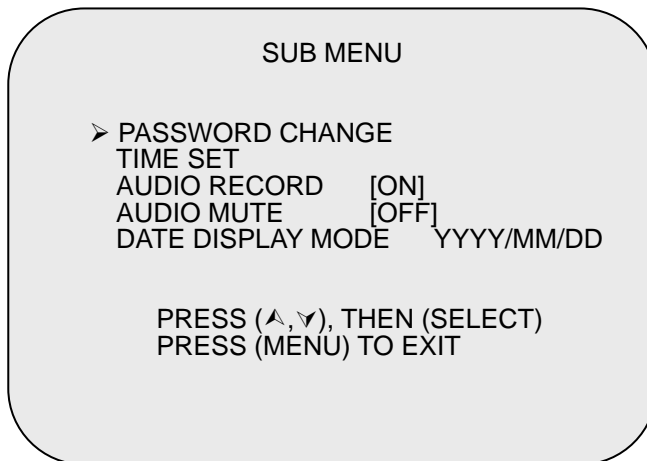 SUB MENU
➢ PASSWORD CHANGE
TIME SET
AUDIO RECORD [ON]
AUDIO MUTE [OFF]
DATE DISPLAY MODE YYYY/MM/DD
PRESS (⮝,⮟), THEN (SELECT)
PRESS (MENU) TO EXIT